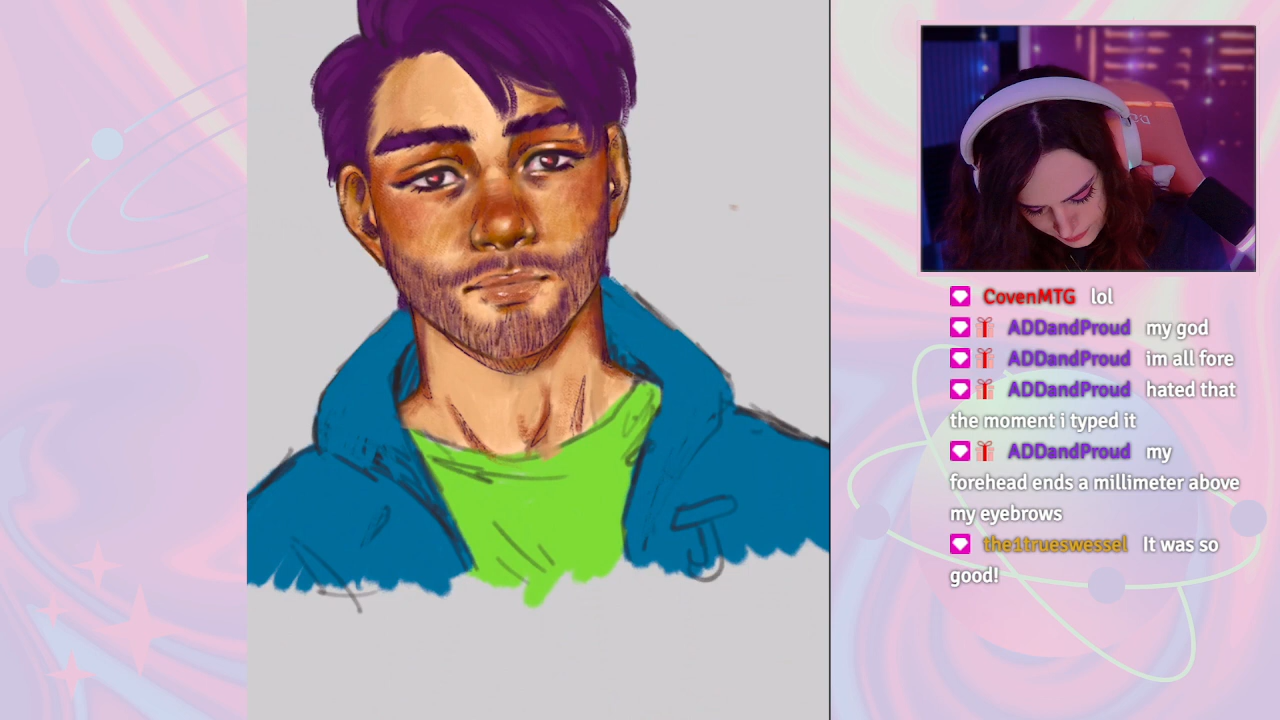 CovenMTG lol
ADDandProud my god
ADDandProud im all fore
ADDandProud hated that
the moment i typed it
ADDandProud my
forehead ends a millimeter above
my eyebrows
the1trueswessel It was so
good!